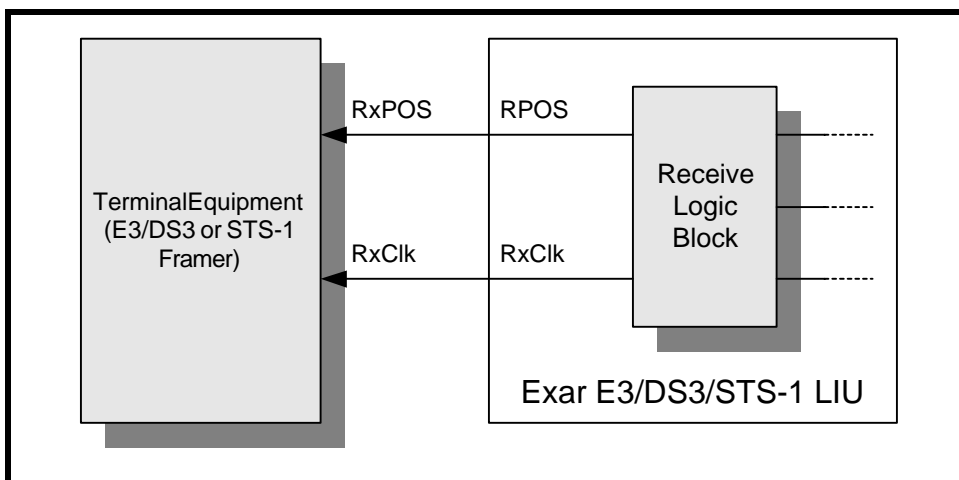 RxPOS
RPOS
TerminalEquipment
(E3/DS3 or STS-1
Framer)
Receive
Logic
Block
RxClk
RxClk
Exar E3/DS3/STS-1 LIU